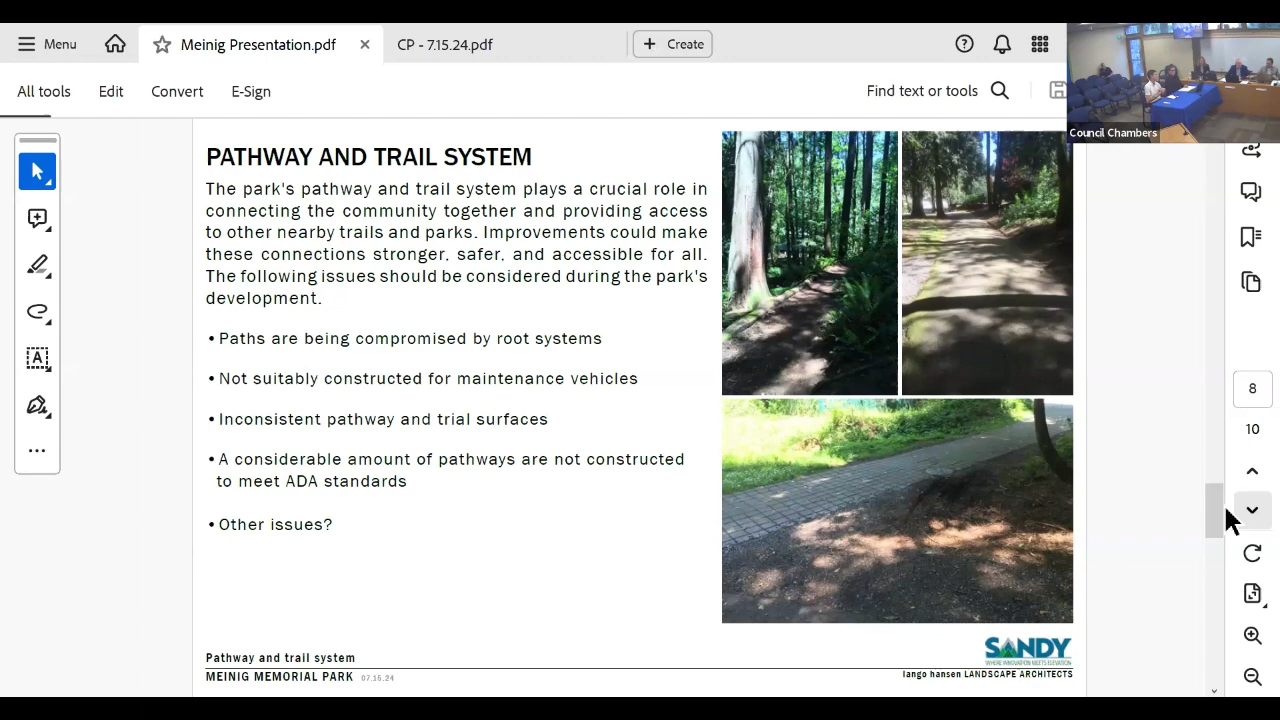 Menu
Meinig Presentation.pdf
CP - 7.15.24.pdf
Create
Council Chambers
All tools
Edit
Convert
E-Sign
Find text or tools
PATHWAY AND TRAIL SYSTEM
The park's pathway and trail system plays a crucial role in
connecting the community together and providing access
to other nearby trails and parks. Improvements could make
these connections stronger, safer, and accessible for all.
The following issues should be considered during the park's
development.
• Paths are being compromised by root systems
• Not suitably constructed for maintenance vehicles
• Inconsistent pathway and trial surfaces
• A considerable amount of pathways are not constructed
to meet ADA standards
• Other issues?
8
10
Pathway and trail system
MEINIG MEMORIAL PARK 07.15.24
SANDY
WHERE INNOVATION MEETS ELEVATION
lango hansen LANDSCAPE ARCHITECTS